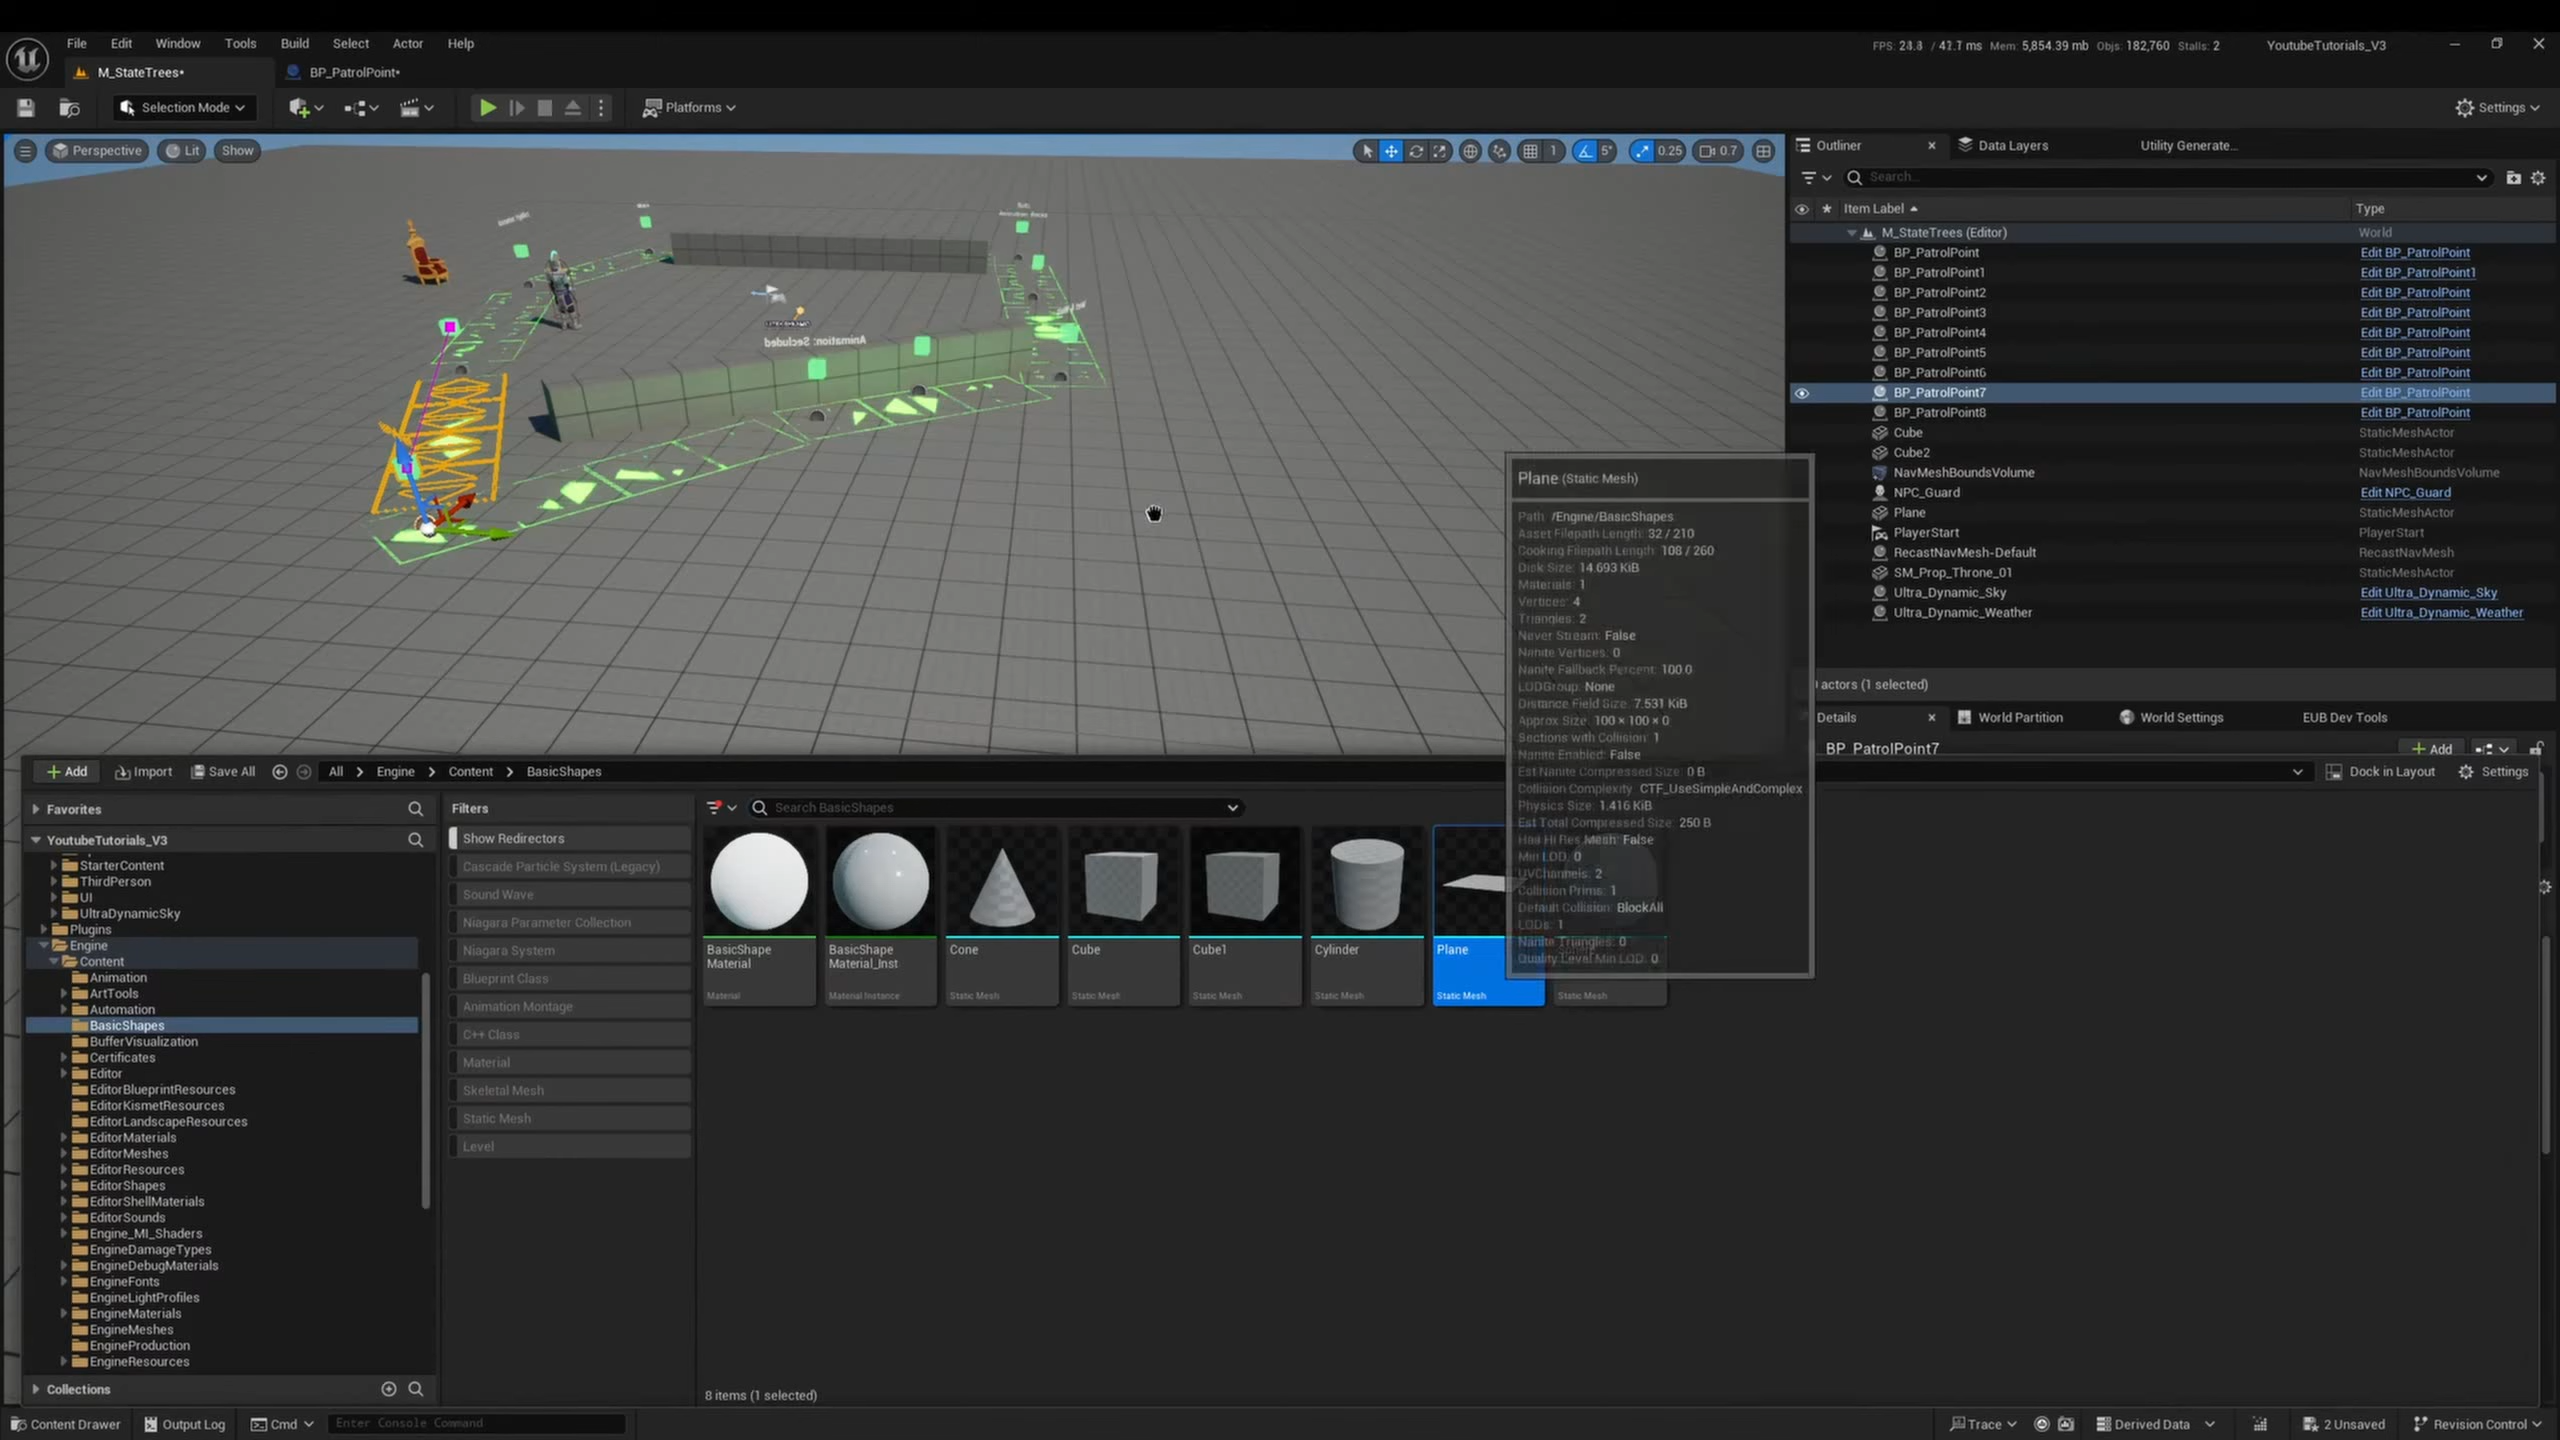 File Edit Window Tools Build Select Actor Help
FPS: / 41.1 ms Mem: 5,854.39 mb Objs: 182,760 Stalls: 2 YoutubeTutorials_V3
M_StateTrees* BP_PatrolPoint*
Selection Mode Platforms Settings
Perspective Lit Show 1 5° 0.25 0.7
Outliner Data Layers Utility Generate...
Search...
Item Label Type
M_StateTrees (Editor) World
BP_PatrolPoint Edit BP_PatrolPoint
BP_PatrolPoint1 Edit BP_PatrolPoint1
BP_PatrolPoint2 Edit BP_PatrolPoint
BP_PatrolPoint3 Edit BP_PatrolPoint
BP_PatrolPoint4 Edit BP_PatrolPoint
BP_PatrolPoint5 Edit BP_PatrolPoint
BP_PatrolPoint6 Edit BP_PatrolPoint
BP_PatrolPoint7 Edit BP_PatrolPoint
BP_PatrolPoint8 Edit BP_PatrolPoint
Cube StaticMeshActor
Cube2 StaticMeshActor
NavMeshBoundsVolume NavMeshBoundsVolume
NPC_Guard Edit NPC_Guard
Plane StaticMeshActor
PlayerStart PlayerStart
RecastNavMesh-Default RecastNavMesh
SM_Prop_Throne_01 StaticMeshActor
Ultra_Dynamic_Sky Edit Ultra_Dynamic_Sky
Ultra_Dynamic_Weather Edit Ultra_Dynamic_Weather
actors (1 selected)
Details World Partition World Settings EUB Dev Tools
BP_PatrolPoint7 Add
Animation: Secluded
Plane (Static Mesh)
Path: /Engine/BasicShapes
Asset Filepath Length: 32 / 210
Cooking Filepath Length: 108 / 260
Disk Size: 14.693 KiB
Materials: 1
Vertices: 4
Triangles: 2
Never Stream: False
Nanite Vertices: 0
Nanite Fallback Percent: 100.0
LODGroup: None
Distance Field Size: 7.531 KiB
Approx Size: 100×100×0
Sections with Collision: 1
Nanite Enabled: False
Est Nanite Compressed Size: 0 B
Collision Complexity: CTF_UseSimpleAndComplex
Physics Size: 1.416 KiB
Est Total Compressed Size: 250 B
Has Hi Res Mesh: False
Min LOD: 0
UVChannels: 2
Collision Prims: 1
Default Collision: BlockAll
LODs: 1
Nanite Triangles: 0
Quality Level Min LOD: 0
Add Import Save All All Engine Content BasicShapes Dock in Layout Settings
Favorites
YoutubeTutorials_V3
StarterContent
ThirdPerson
UI
UltraDynamicSky
Plugins
Engine
Content
Animation
ArtTools
Automation
BasicShapes
BufferVisualization
Certificates
Editor
EditorBlueprintResources
EditorKismetResources
EditorLandscapeResources
EditorMaterials
EditorMeshes
EditorResources
EditorShapes
EditorShellMaterials
EditorSounds
Engine_MI_Shaders
EngineDamageTypes
EngineDebugMaterials
EngineFonts
EngineLightProfiles
EngineMaterials
EngineMeshes
EngineProduction
EngineResources
Collections
Filters
Show Redirectors
Cascade Particle System (Legacy)
Sound Wave
Niagara Parameter Collection
Niagara System
Blueprint Class
Animation Montage
C++ Class
Material
Skeletal Mesh
Static Mesh
Level
Search BasicShapes
BasicShape
Material
Material
BasicShape
Material_Inst
Material Instance
Cone
Static Mesh
Cube
Static Mesh
Cube1
Static Mesh
Cylinder
Static Mesh
Plane
Static Mesh
Static Mesh
8 items (1 selected)
Content Drawer Output Log Cmd Enter Console Command Trace Derived Data 2 Unsaved Revision Control